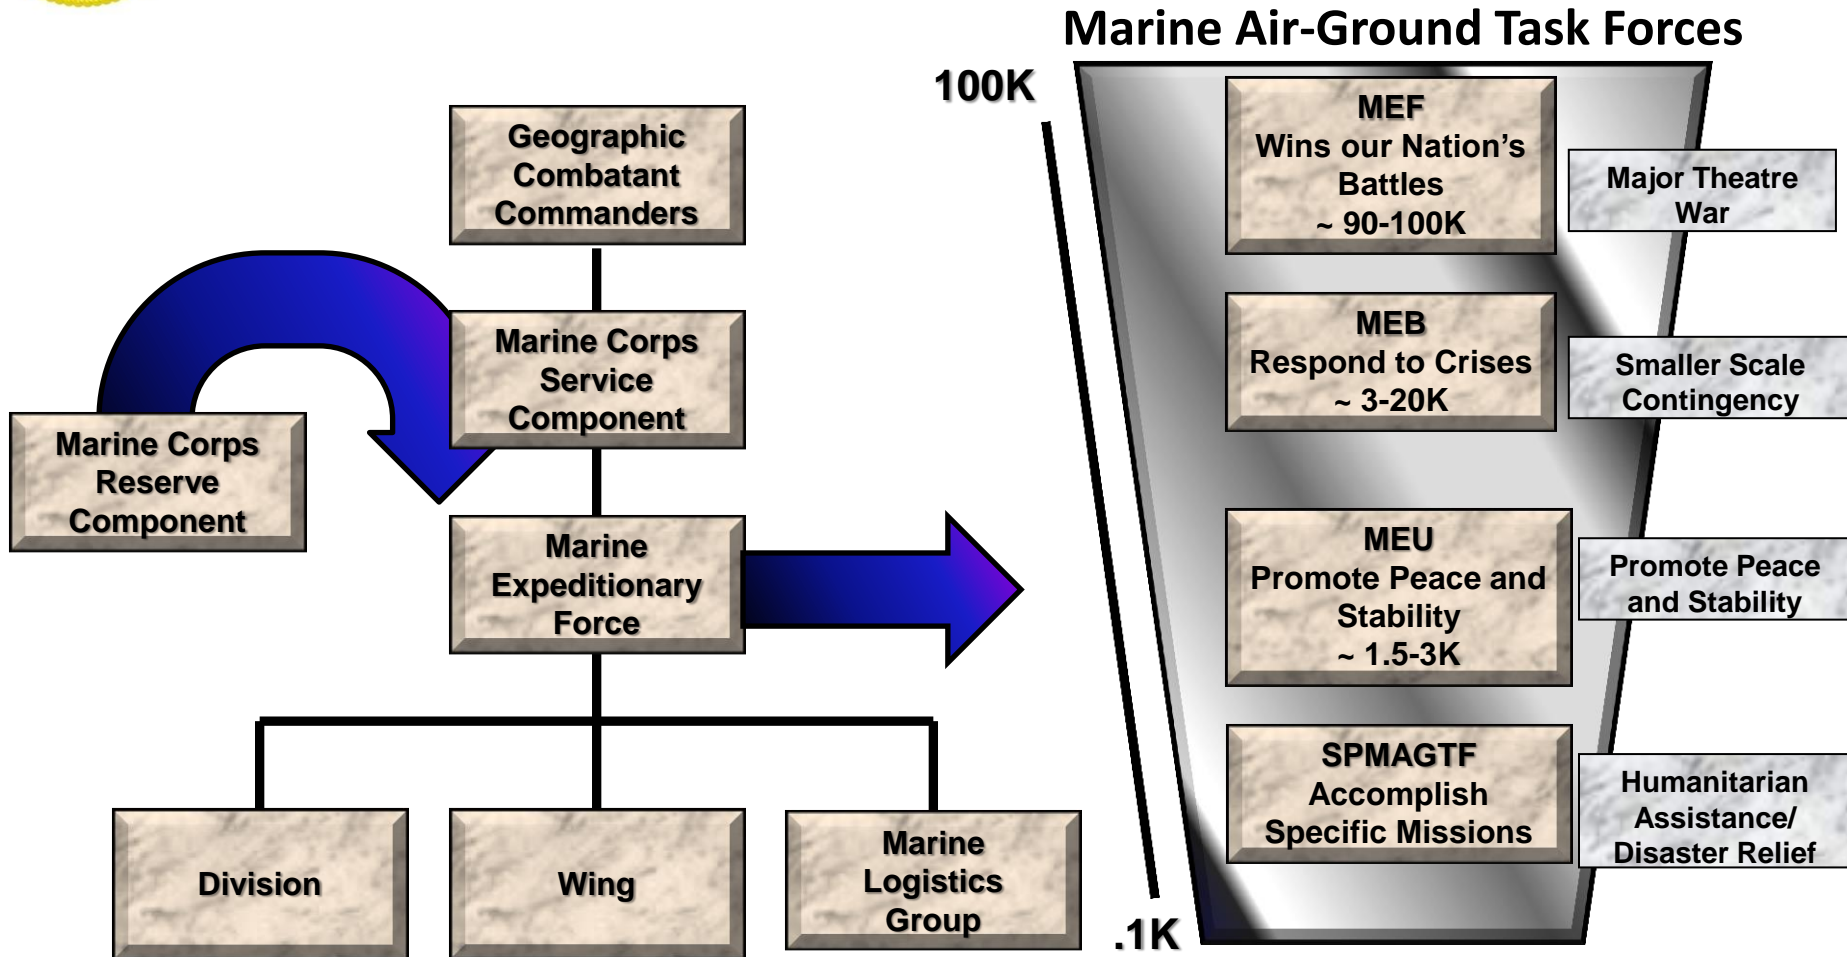 Marine Air-Ground Task Forces
Geographic
Combatant
Commanders
Marine Corps
Service
Component
Marine Corps
Reserve
Component
Marine
Expeditionary
Force
Division
Wing
Marine
Logistics
Group
100K
.1K
MEF
Wins our Nation's
Battles
~ 90-100K
Major Theatre
War
MEB
Respond to Crises
~ 3-20K
Smaller Scale
Contingency
MEU
Promote Peace and
Stability
~ 1.5-3K
Promote Peace
and Stability
SPMAGTF
Accomplish
Specific Missions
Humanitarian
Assistance/
Disaster Relief